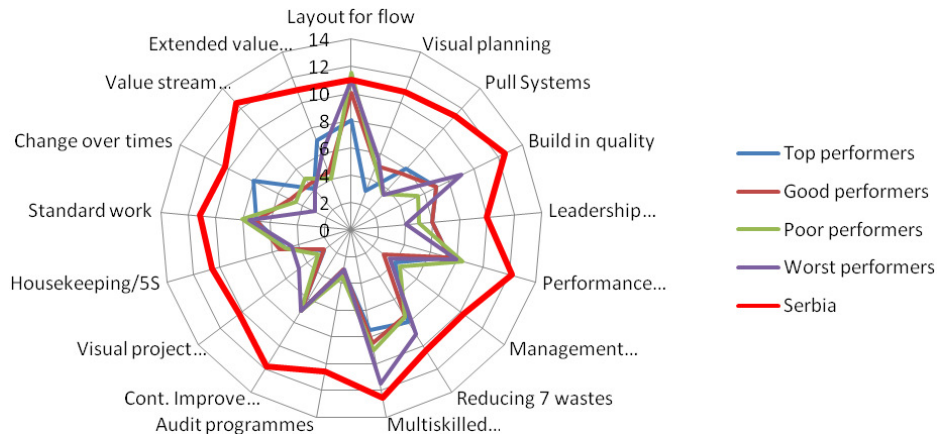 Layout for flow
Extended value...
14
Visual planning
Value stream ...
12
Pull Systems
10
Change over times
8
Build in quality
6
4
Standard work
2
Leadership...
0
Housekeeping/5S
Performance...
Visual project...
Management...
Cont. Improve...
Reducing 7 wastes
Audit programmes
Multiskilled...
Top performers
Good performers
Poor performers
Worst performers
Serbia